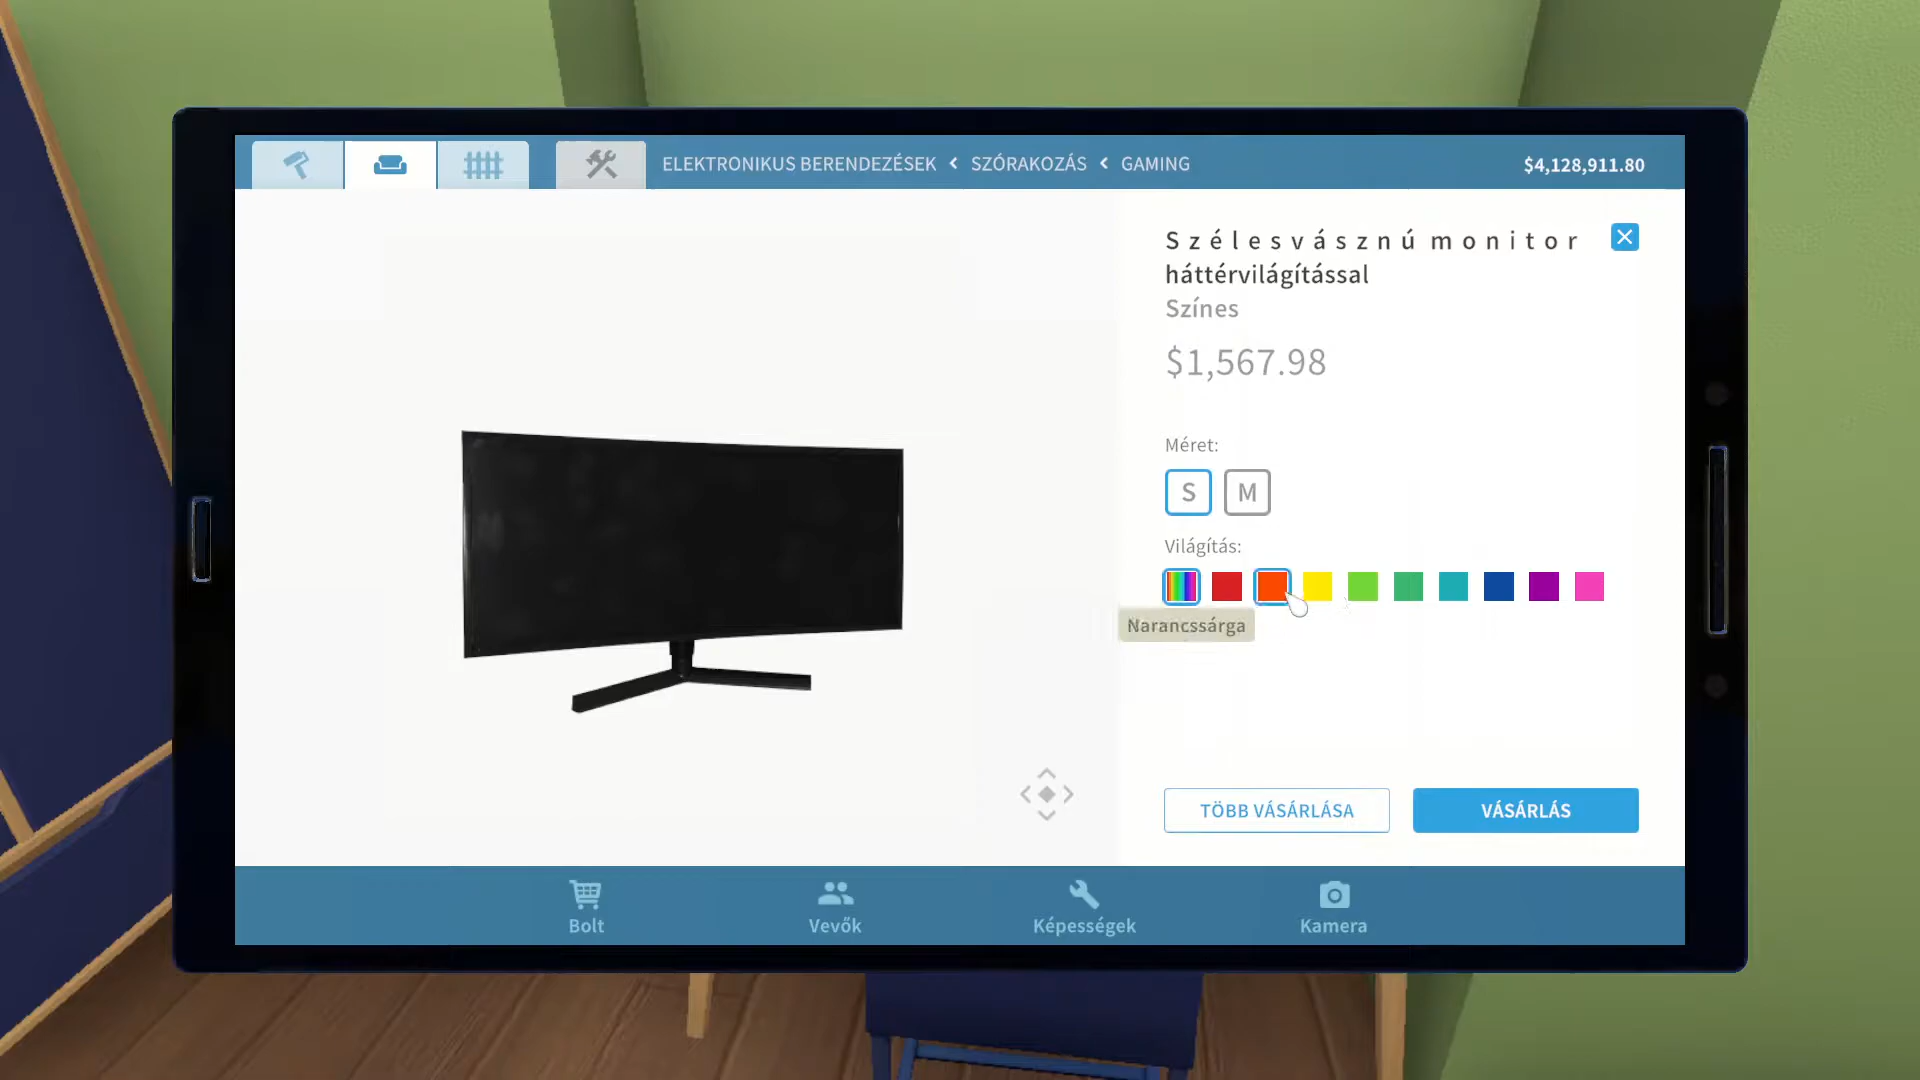 ELEKTRONIKUS BERENDEZÉSEK < SZÓRAKOZÁS < GAMING
$4,128,911.80
Szélesvásznú monitor
háttérvilágítással
Színes
$1,567.98
Méret:
S M
Világítás:
Narancssárga
TÖBB VÁSÁRLÁSA VÁSÁRLÁS
Bolt Vevők Képességek Kamera